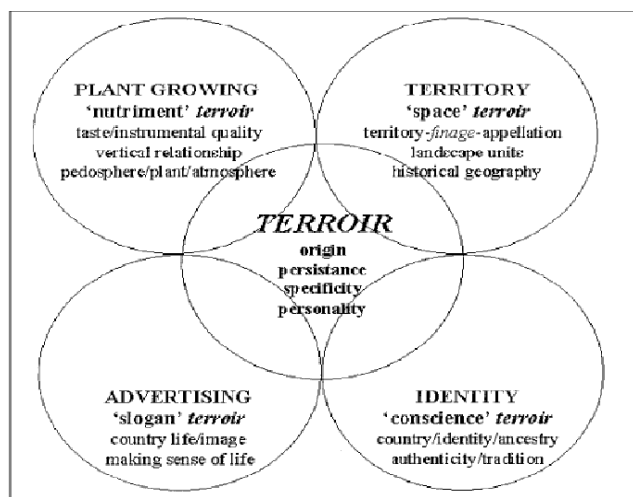 PLANT GROWING
'nutriment' terroir
taste/instrumental quality
vertical relationship
pedosphere/plant/atmosphere
TERRITORY
'space' terroir
territory-finage-appellation
landscape units
historical geography
TERROIR
origin
persistance
specificity
personality
ADVERTISING
'slogan' terroir
country life/image
making sense of life
IDENTITY
'conscience' terroir
country/identity/ancestry
authenticity/tradition